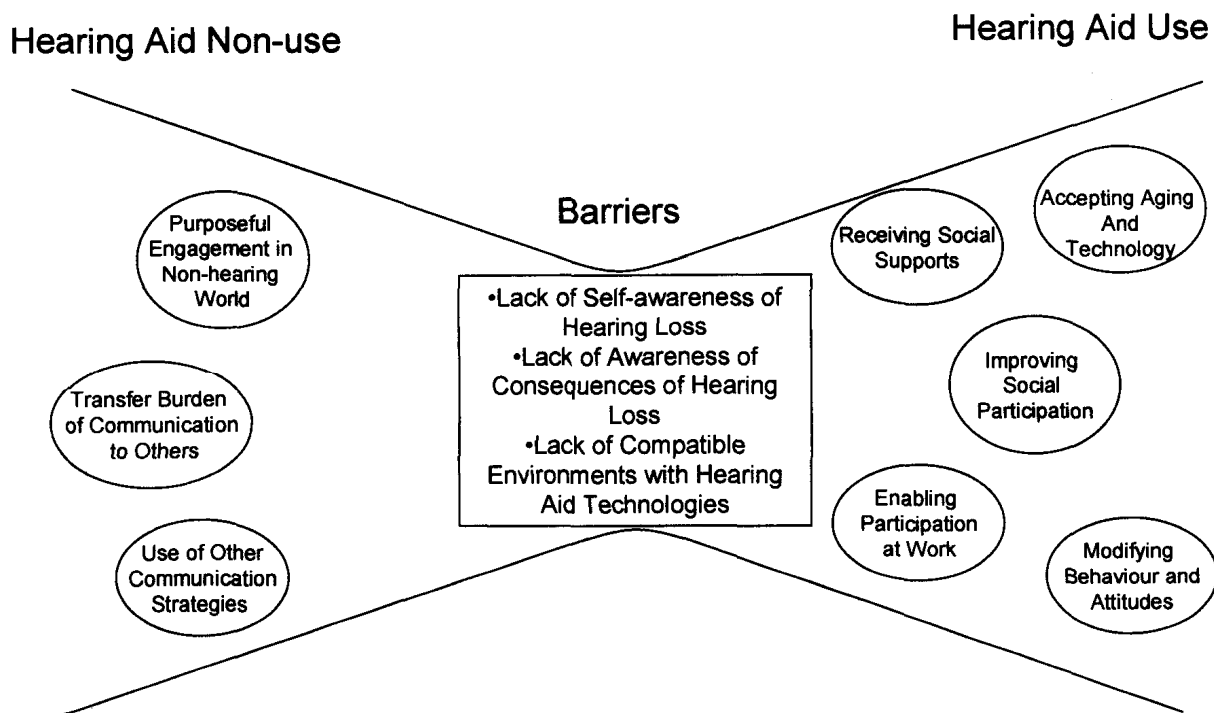 Hearing Aid Non-use
Hearing Aid Use
Purposeful
Engagement in
Non-hearing
World
Transfer Burden
of Communication
to Others
Use of Other
Communication
Strategies
Barriers
•Lack of Self-awareness of
Hearing Loss
•Lack of Awareness of
Consequences of Hearing
Loss
•Lack of Compatible
Environments with Hearing
Aid Technologies
Receiving Social
Supports
Accepting Aging
And
Technology
Improving
Social
Participation
Enabling
Participation
at Work
Modifying
Behaviour and
Attitudes